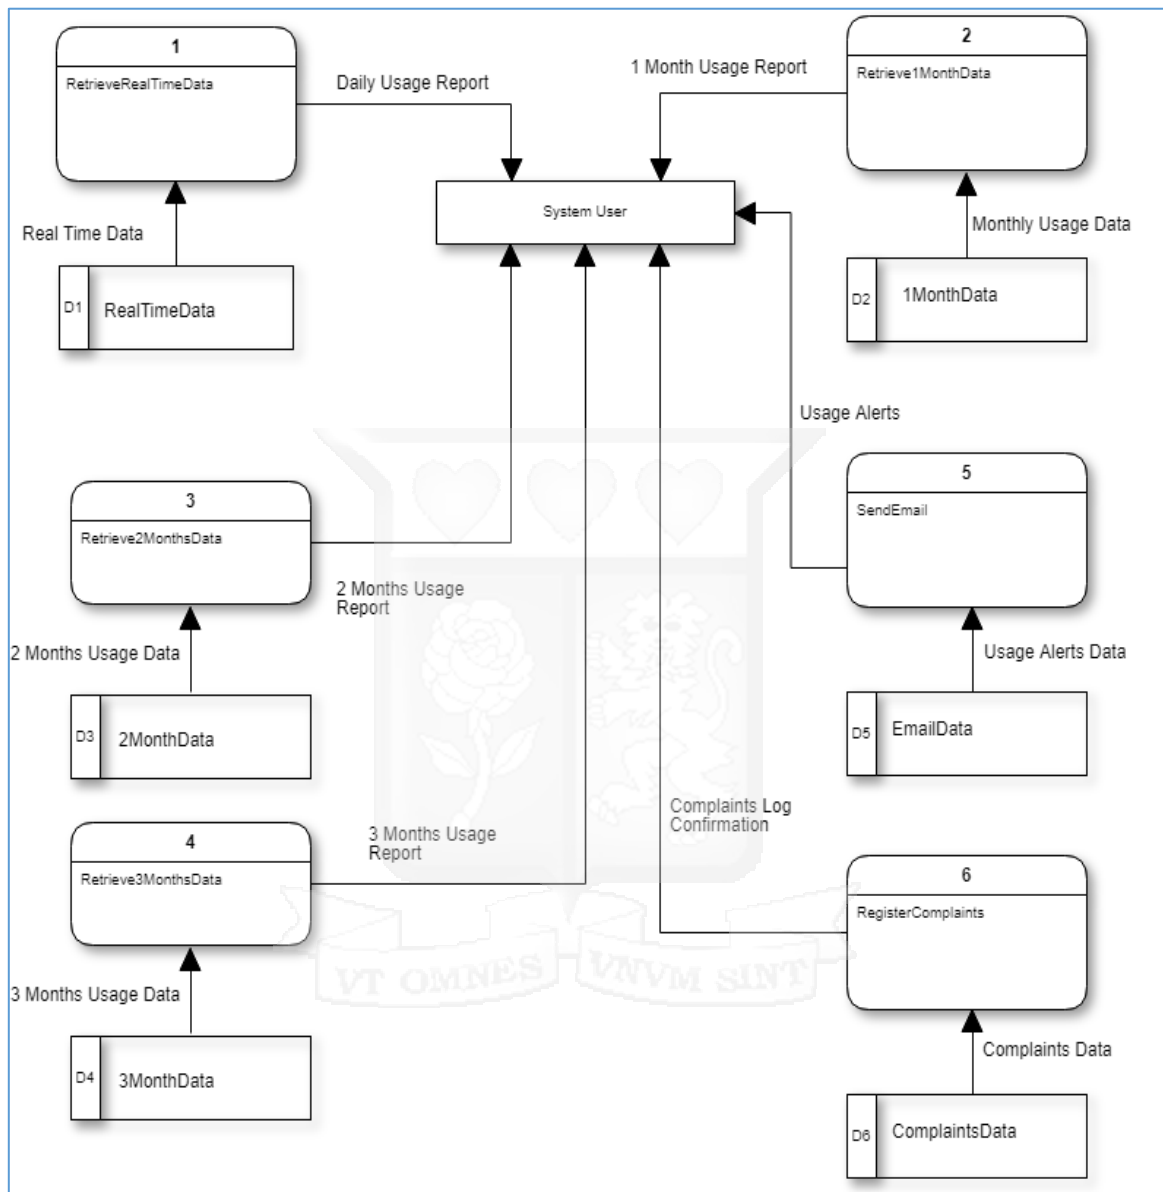 1
RetrieveRealTimeData
Daily Usage Report
1 Month Usage Report
2
Retrieve1MonthData
System User
Real Time Data
D1
RealTimeData
Monthly Usage Data
D2
1MonthData
Usage Alerts
3
Retrieve2MonthsData
2 Months Usage
Report
5
SendEmail
2 Months Usage Data
D3
2MonthData
Usage Alerts Data
D5
EmailData
4
Retrieve3MonthsData
3 Months Usage
Report
Complaints Log
Confirmation
6
RegisterComplaints
VT OMNES VNVM SINT
3 Months Usage Data
D4
3MonthData
Complaints Data
D6
ComplaintsData